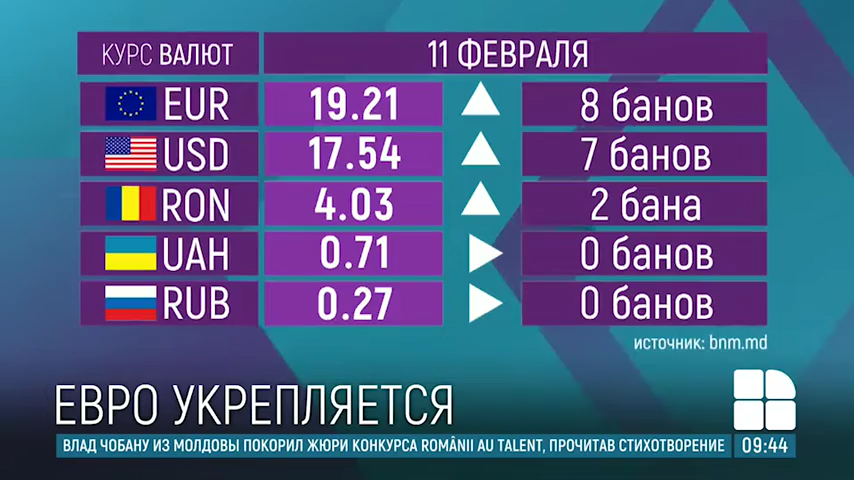 КУРС ВАЛЮТ 11 ФЕВРАЛЯ
EUR 19.21 8 банов
USD 17.54 7 банов
RON 4.03 2 бана
UAH 0.71 0 банов
RUB 0.27 0 банов
источник: bnm.md
ЕВРО УКРЕПЛЯЕТСЯ
ВЛАД ЧОБАНУ ИЗ МОЛДОВЫ ПОКОРИЛ ЖЮРИ КОНКУРСА ROMÂNII AU TALENT, ПРОЧИТАВ СТИХОТВОРЕНИЕ 09:44